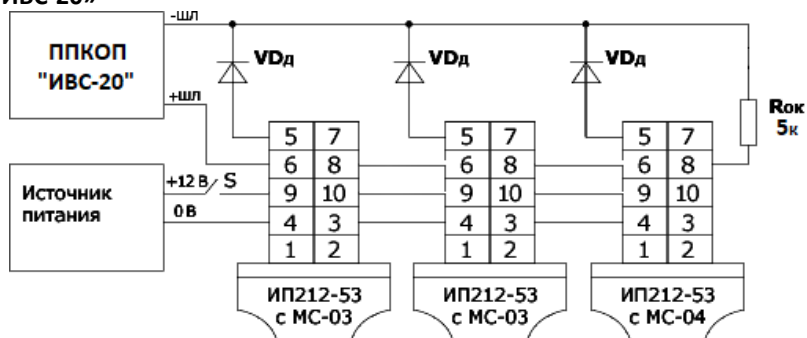 "ИВС-20"
-шл
ППКОП
"ИВС-20"
+шл
VDд
VDд
VDд
Rок
5к
Источник
питания
+12 В
S
0 В
5 7
6 8
9 10
4 3
1 2
5 7
6 8
9 10
4 3
1 2
5 7
6 8
9 10
4 3
1 2
ИП212-53
с МС-03
ИП212-53
с МС-03
ИП212-53
с МС-04